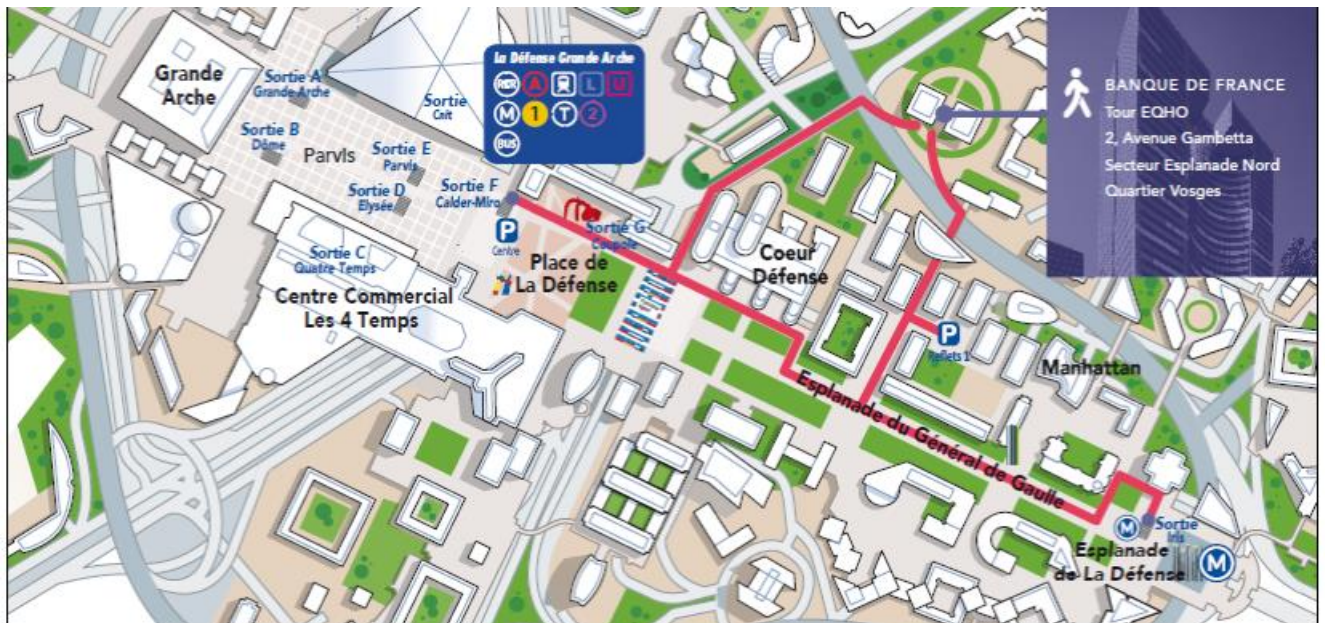 Grande
Arche
Sortie A
Grande Arche
Sortie B
Dôme
Parvis
Sortie
Cnit
Sortie E
Parvis
Sortie D
Elysée
Sortie F
Calder-Miro
Sortie C
Quatre Temps
Centre Commercial
Les 4 Temps
La Défense Grande Arche
RER A L U
M 1 T 2
BUS
P
Centre
Place de
La Défense
Sortie G
Coupole
Coeur
Défense
P
Reflets 1
Manhattan
Esplanade du Général de Gaulle
M
Sortie
Iris
Esplanade
de La Défense
M
BANQUE DE FRANCE
Tour EQHO
2, Avenue Gambetta
Secteur Esplanade Nord
Quartier Vosges